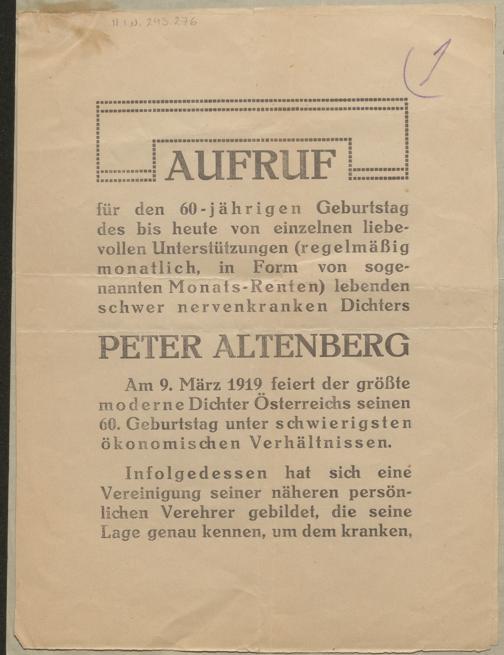 H.I.N. 243.276
1
AUFRUF
für den 60-jährigen Geburtstag
des bis heute von einzelnen liebe-
vollen Unterstützungen (regelmäßig
monatlich, in Form von soge-
nannten Monats-Renten) lebenden
schwer nervenkranken Dichters
PETER ALTENBERG
Am 9. März 1919 feiert der größte
moderne Dichter Österreichs seinen
60. Geburtstag unter schwierigsten
ökonomischen Verhältnissen.
Infolgedessen hat sich eine
Vereinigung seiner näheren persön-
lichen Verehrer gebildet, die seine
Lage genau kennen, um dem kranken,